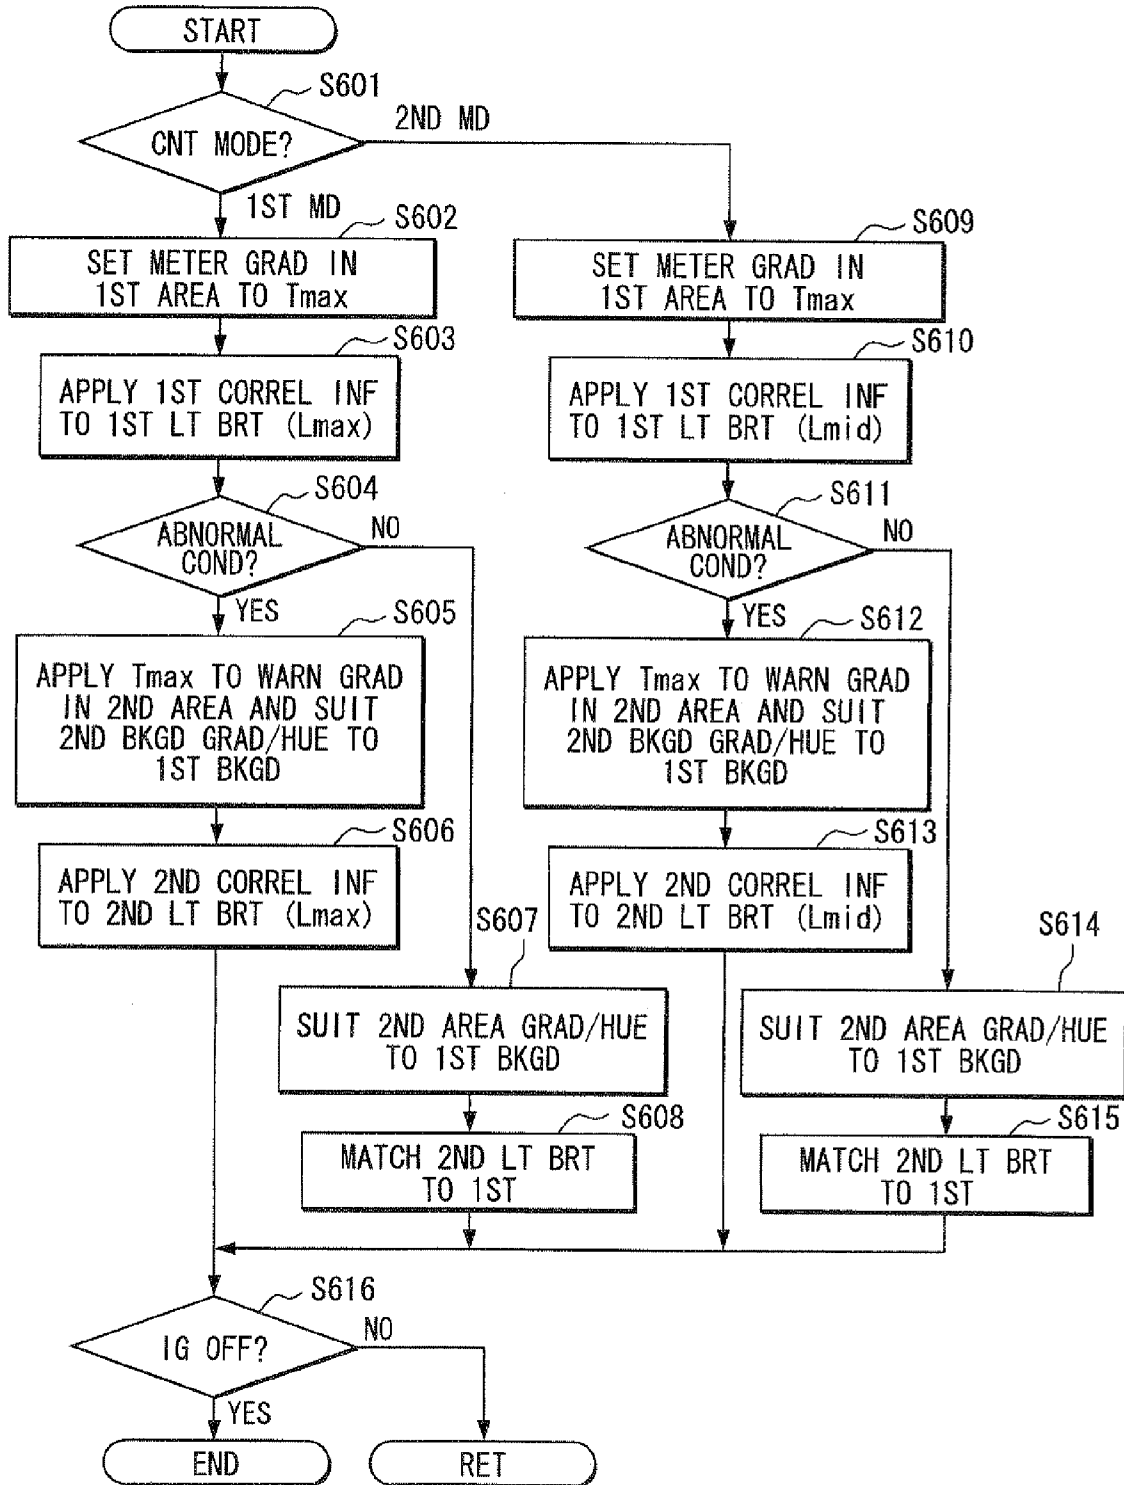 START
S601
CNT MODE?
2ND MD
1ST MD
S602
SET METER GRAD IN
1ST AREA TO Tmax
S603
APPLY 1ST CORREL INF
TO 1ST LT BRT (Lmax)
S604
ABNORMAL
COND?
NO
YES
S605
APPLY Tmax TO WARN GRAD
IN 2ND AREA AND SUIT
2ND BKGD GRAD/HUE TO
1ST BKGD
S606
APPLY 2ND CORREL INF
TO 2ND LT BRT (Lmax)
S607
SUIT 2ND AREA GRAD/HUE
TO 1ST BKGD
S608
MATCH 2ND LT BRT
TO 1ST
S609
SET METER GRAD IN
1ST AREA TO Tmax
S610
APPLY 1ST CORREL INF
TO 1ST LT BRT (Lmid)
S611
ABNORMAL
COND?
NO
YES
S612
APPLY Tmax TO WARN GRAD
IN 2ND AREA AND SUIT
2ND BKGD GRAD/HUE TO
1ST BKGD
S613
APPLY 2ND CORREL INF
TO 2ND LT BRT (Lmid)
S614
SUIT 2ND AREA GRAD/HUE
TO 1ST BKGD
S615
MATCH 2ND LT BRT
TO 1ST
S616
IG OFF?
NO
YES
END
RET